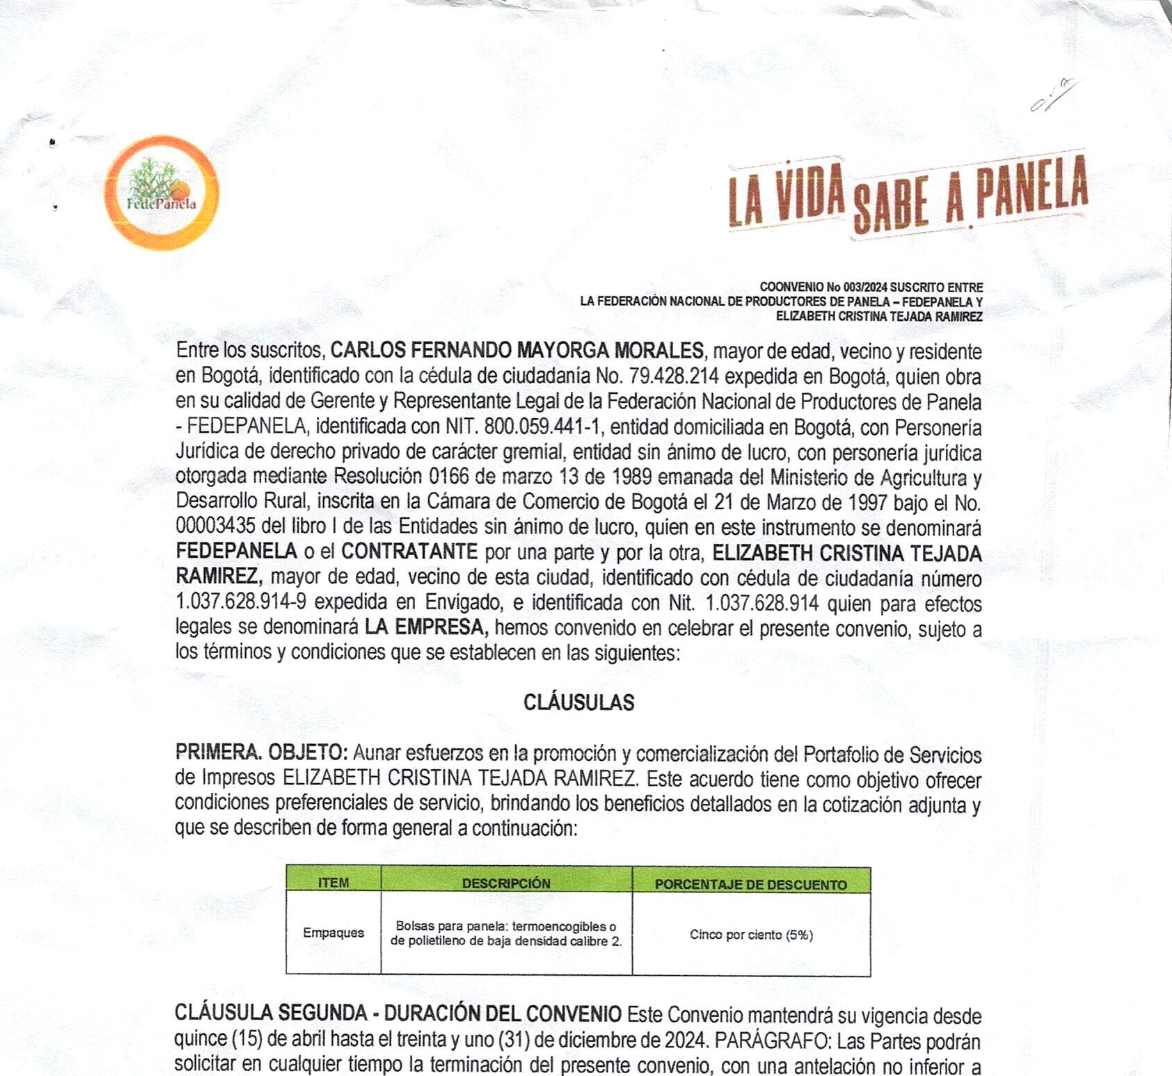 FedePanela
LA VIDA SABE A PANELA
COONVENIO No 003/2024 SUSCRITO ENTRE
LA FEDERACIÓN NACIONAL DE PRODUCTORES DE PANELA – FEDEPANELA Y
ELIZABETH CRISTINA TEJADA RAMIREZ
Entre los suscritos, CARLOS FERNANDO MAYORGA MORALES, mayor de edad, vecino y residente
en Bogotá, identificado con la cédula de ciudadanía No. 79.428.214 expedida en Bogotá, quien obra
en su calidad de Gerente y Representante Legal de la Federación Nacional de Productores de Panela
- FEDEPANELA, identificada con NIT. 800.059.441-1, entidad domiciliada en Bogotá, con Personería
Jurídica de derecho privado de carácter gremial, entidad sin ánimo de lucro, con personería jurídica
otorgada mediante Resolución 0166 de marzo 13 de 1989 emanada del Ministerio de Agricultura y
Desarrollo Rural, inscrita en la Cámara de Comercio de Bogotá el 21 de Marzo de 1997 bajo el No.
00003435 del libro I de las Entidades sin ánimo de lucro, quien en este instrumento se denominará
FEDEPANELA o el CONTRATANTE por una parte y por la otra, ELIZABETH CRISTINA TEJADA
RAMIREZ, mayor de edad, vecino de esta ciudad, identificado con cédula de ciudadanía número
1.037.628.914-9 expedida en Envigado, e identificada con Nit. 1.037.628.914 quien para efectos
legales se denominará LA EMPRESA, hemos convenido en celebrar el presente convenio, sujeto a
los términos y condiciones que se establecen en las siguientes:
CLÁUSULAS
PRIMERA. OBJETO: Aunar esfuerzos en la promoción y comercialización del Portafolio de Servicios
de Impresos ELIZABETH CRISTINA TEJADA RAMIREZ. Este acuerdo tiene como objetivo ofrecer
condiciones preferenciales de servicio, brindando los beneficios detallados en la cotización adjunta y
que se describen de forma general a continuación:
ITEM DESCRIPCIÓN PORCENTAJE DE DESCUENTO
Empaques Bolsas para panela: termoencogibles o
de polietileno de baja densidad calibre 2. Cinco por ciento (5%)
CLÁUSULA SEGUNDA - DURACIÓN DEL CONVENIO Este Convenio mantendrá su vigencia desde
quince (15) de abril hasta el treinta y uno (31) de diciembre de 2024. PARÁGRAFO: Las Partes podrán
solicitar en cualquier tiempo la terminación del presente convenio, con una antelación no inferior a